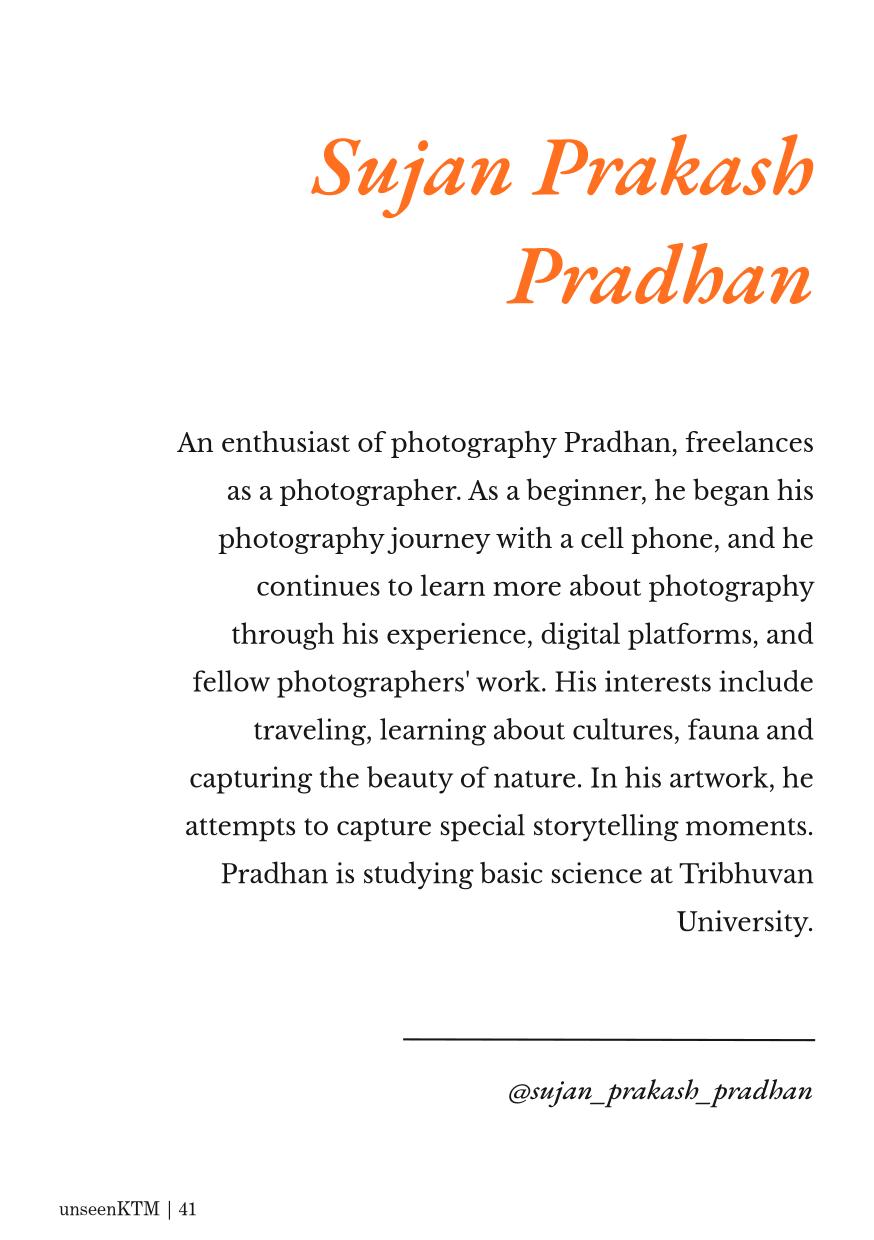 Sujan Prakash
Pradhan
An enthusiast of photography Pradhan, freelances
as a photographer. As a beginner, he began his
photography journey with a cell phone, and he
continues to learn more about photography
through his experience, digital platforms, and
fellow photographers' work. His interests include
traveling, learning about cultures, fauna and
capturing the beauty of nature. In his artwork, he
attempts to capture special storytelling moments.
Pradhan is studying basic science at Tribhuvan
University.
@sujan_prakash_pradhan
unseenKTM | 41